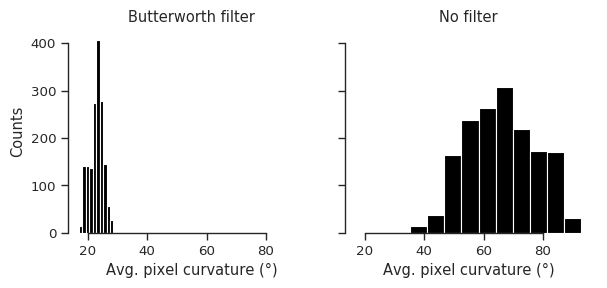 Butterworth filter
No filter
400
300
200
100
0
Counts
20 40 60 80
20 40 60 80
Avg. pixel curvature (°)
Avg. pixel curvature (°)